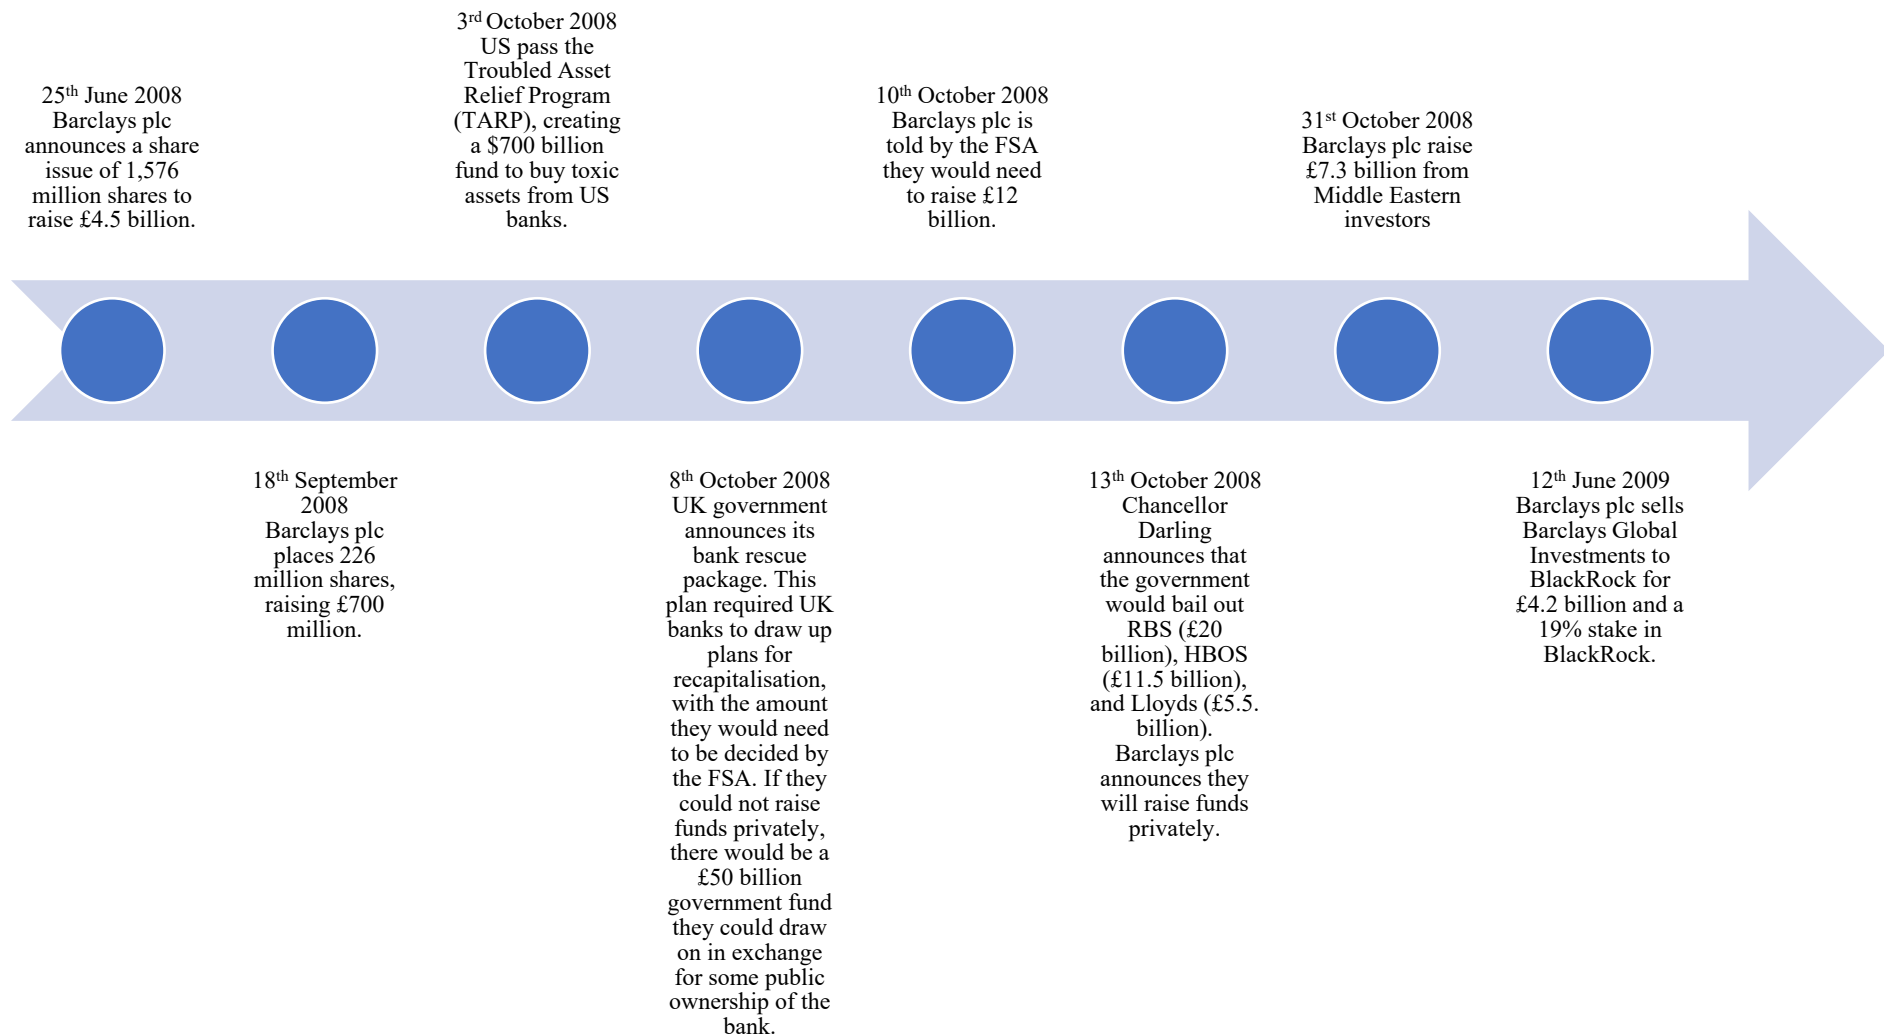 25th June 2008
Barclays plc
announces a share
issue of 1,576
million shares to
raise £4.5 billion.
18th September
2008
Barclays plc
places 226
million shares,
raising £700
million.
3rd October 2008
US pass the
Troubled Asset
Relief Program
(TARP), creating
a $700 billion
fund to buy toxic
assets from US
banks.
8th October 2008
UK government
announces its
bank rescue
package. This
plan required UK
banks to draw up
plans for
recapitalisation,
with the amount
they would need
to be decided by
the FSA. If they
could not raise
funds privately,
there would be a
£50 billion
government fund
they could draw
on in exchange
for some public
ownership of the
bank.
10th October 2008
Barclays plc is
told by the FSA
they would need
to raise £12
billion.
13th October 2008
Chancellor
Darling
announces that
the government
would bail out
RBS (£20
billion), HBOS
(£11.5 billion),
and Lloyds (£5.5.
billion).
Barclays plc
announces they
will raise funds
privately.
31st October 2008
Barclays plc raise
£7.3 billion from
Middle Eastern
investors
12th June 2009
Barclays plc sells
Barclays Global
Investments to
BlackRock for
£4.2 billion and a
19% stake in
BlackRock.